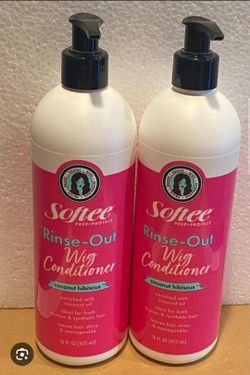 Softee
PREP+PROTECT
Rinse-Out
Wig
Conditioner
coconut hibiscus
enriched with
coconut oil
ideal for both
human & synthetic hair
leaves hair shiny
& manageable
16 fl oz (473 ml)
Softee
PREP+PROTECT
Rinse-Out
Wig
Conditioner
coconut hibiscus
enriched with
coconut oil
ideal for both
human & synthetic hair
leaves hair shiny
& manageable
16 fl oz (473 ml)